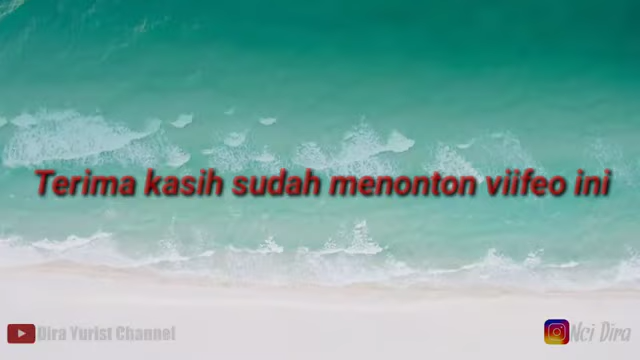 Terima kasih sudah menonton viifeo ini
Dira Yurist Channel
Nci Dira